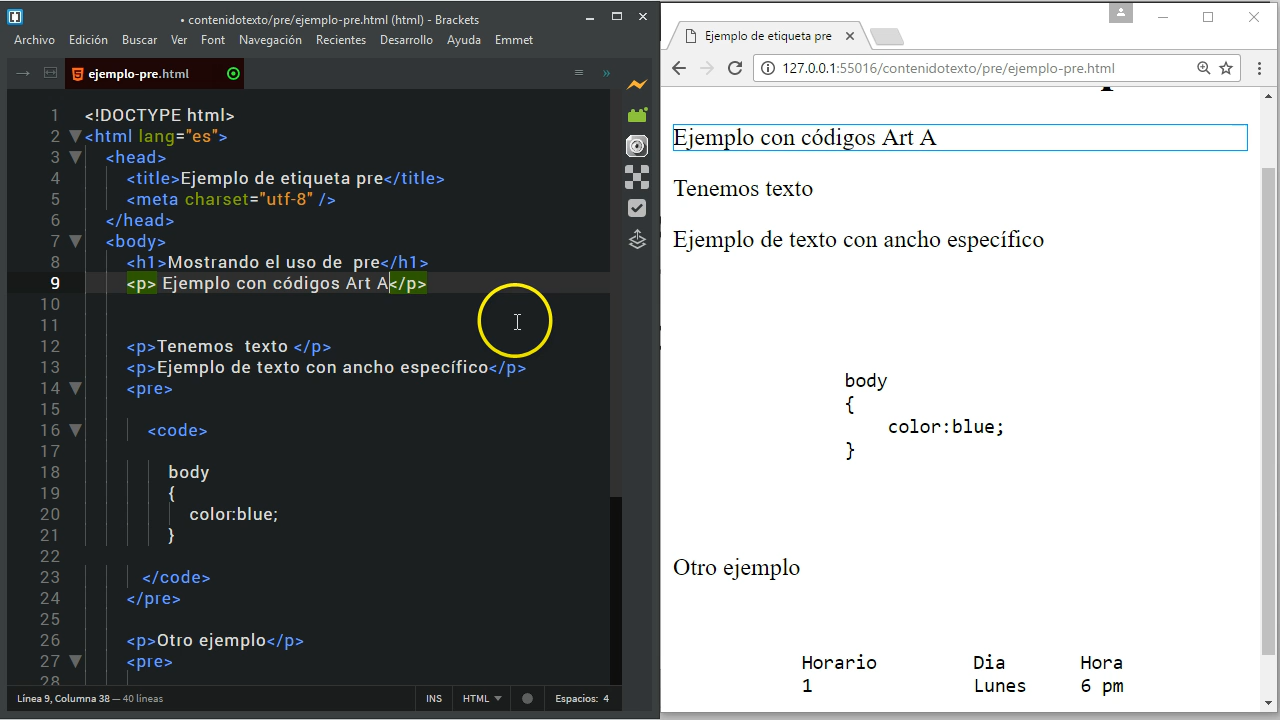 • contenidotexto/pre/ejemplo-pre.html (html) - Brackets
Archivo Edición Buscar Ver Font Navegación Recientes Desarrollo Ayuda Emmet
ejemplo-pre.html
1 <!DOCTYPE html>
2 <html lang="es">
3 <head>
4 <title>Ejemplo de etiqueta pre</title>
5 <meta charset="utf-8" />
6 </head>
7 <body>
8 <h1>Mostrando el uso de  pre</h1>
9 <p> Ejemplo con códigos Art A</p>
10
11
12 <p>Tenemos  texto </p>
13 <p>Ejemplo de texto con ancho específico</p>
14 <pre>
15
16 <code>
17
18 body
19 {
20 color:blue;
21 }
22
23 </code>
24 </pre>
25
26 <p>Otro ejemplo</p>
27 <pre>
28
Línea 9, Columna 38 — 40 líneas INS HTML Espacios: 4
Ejemplo de etiqueta pre
127.0.0.1:55016/contenidotexto/pre/ejemplo-pre.html
Ejemplo con códigos Art A
Tenemos texto
Ejemplo de texto con ancho específico
body
{
color:blue;
}
Otro ejemplo
Horario Dia Hora
1 Lunes 6 pm